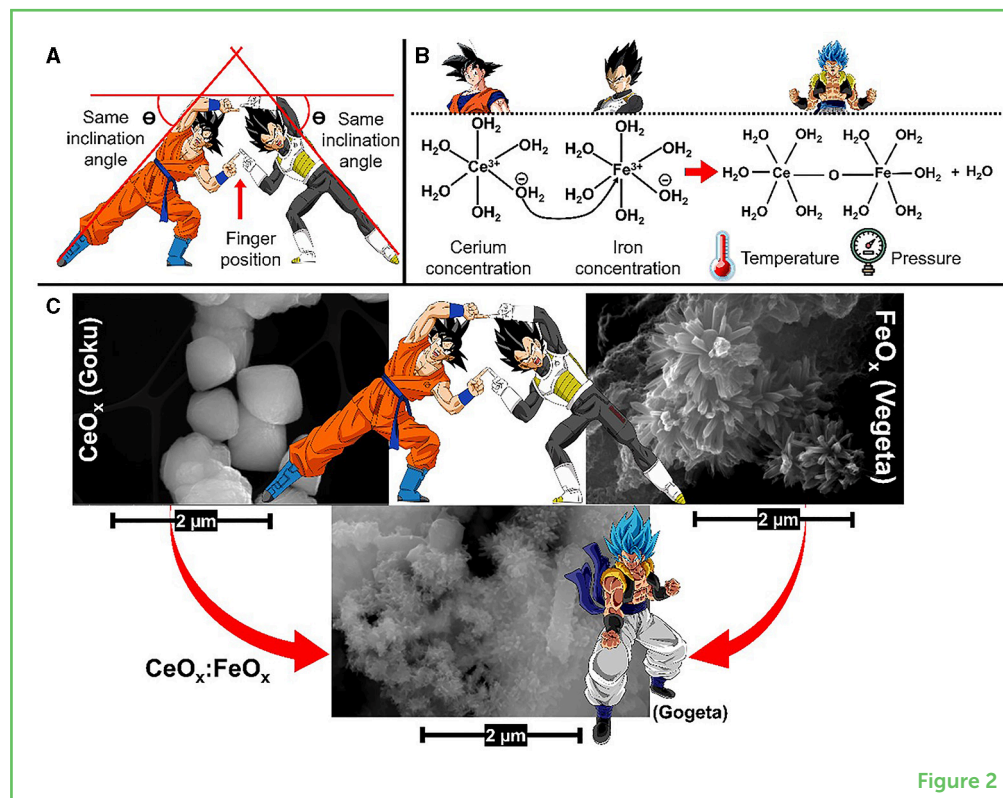 A
Same
inclination
angle
Θ
Θ
Same
inclination
angle
Finger
position
B
OH₂
H₂O
OH₂
Ce³⁺
H₂O
⊖
OH₂
OH₂
OH₂
H₂O
OH₂
Fe³⁺
H₂O
⊖
OH₂
OH₂
H₂O
OH₂
H₂O
OH₂
H₂O
Ce
O
Fe
OH₂
+ H₂O
H₂O
OH₂
H₂O
OH₂
Cerium
concentration
Iron
concentration
Temperature
Pressure
C
CeOₓ (Goku)
FeOₓ (Vegeta)
2 µm
2 µm
CeOₓ:FeOₓ
(Gogeta)
2 µm
Figure 2